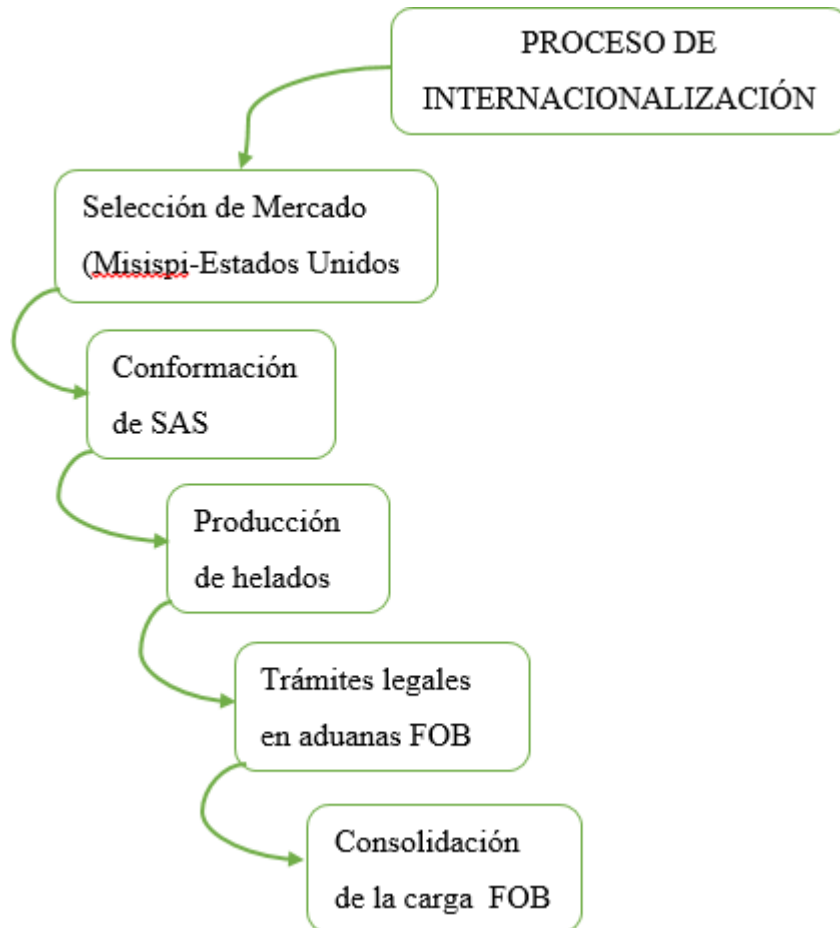 PROCESO DE
INTERNACIONALIZACIÓN
Selección de Mercado
(Misispi-Estados Unidos
Conformación
de SAS
Producción
de helados
Trámites legales
en aduanas FOB
Consolidación
de la carga  FOB